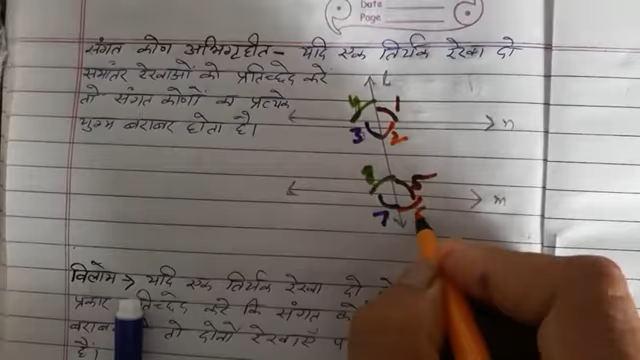 Date
Page
संगत कोण अभिगृहीत - यदि एक तिर्यक रेखा दो
समांतर रेखाओं को प्रतिच्छेद करे
तो संगत कोणों का प्रत्येक
युग्म बराबर होता है।
L
4 1
3 2
n
8 5
m
7 6
विलोम → यदि एक तिर्यक रेखा दो
प्रकार प्रतिच्छेद करे कि संगत
बराबर तो दोनों रेखाएँ
हैं।